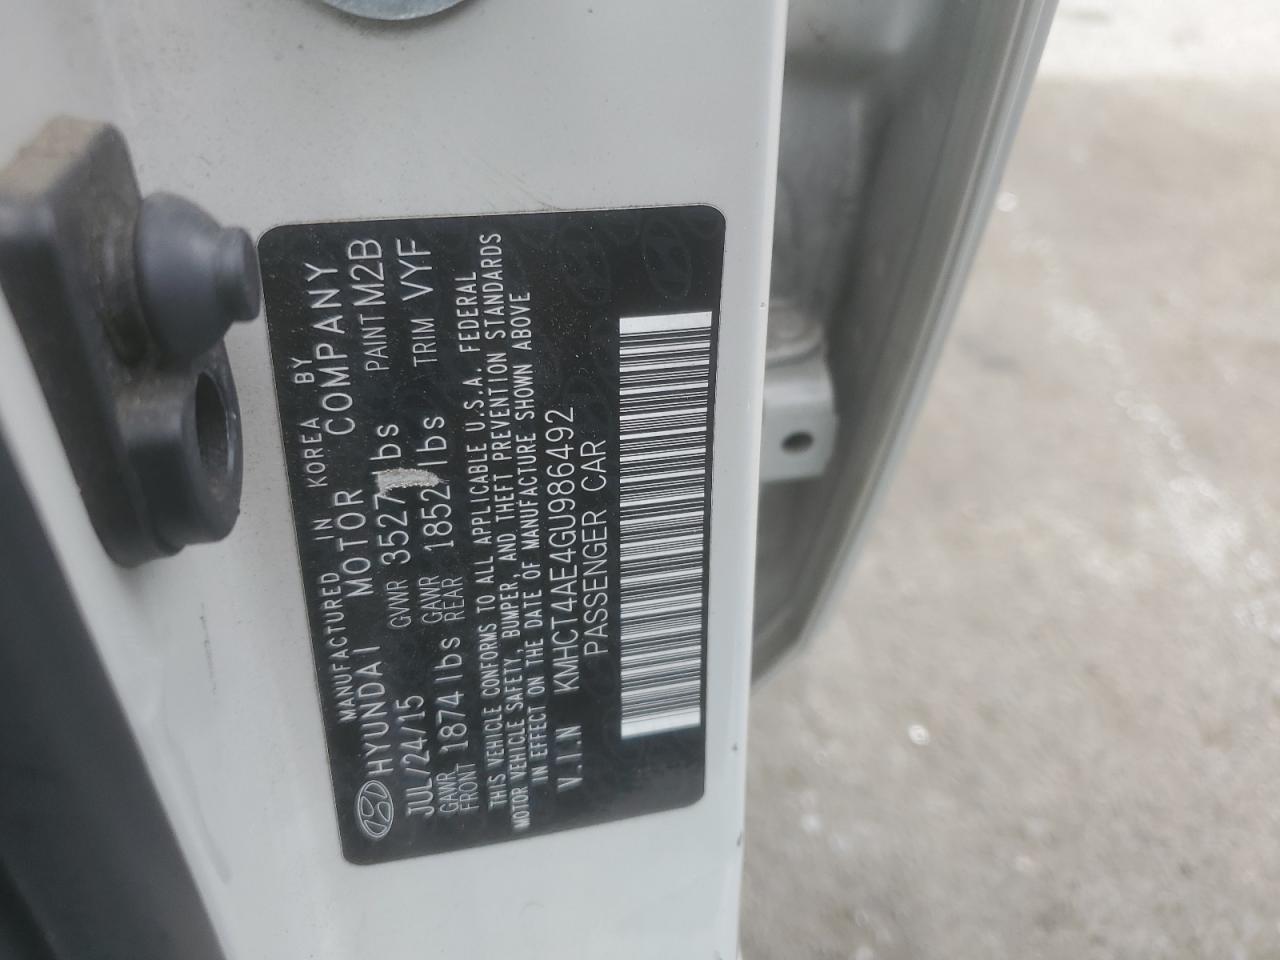 MANUFACTURED IN KOREA BY
HYUNDAI MOTOR COMPANY
JUL/24/15 GVWR 3527 lbs PAINT M2B
GAWR FRONT 1874 lbs GAWR REAR 1852 lbs TRIM VYF
THIS VEHICLE CONFORMS TO ALL APPLICABLE U.S.A. FEDERAL
MOTOR VEHICLE SAFETY, BUMPER, AND THEFT PREVENTION STANDARDS
IN EFFECT ON THE DATE OF MANUFACTURE SHOWN ABOVE
V.I.N KMHCT4AE4GU986492
PASSENGER CAR